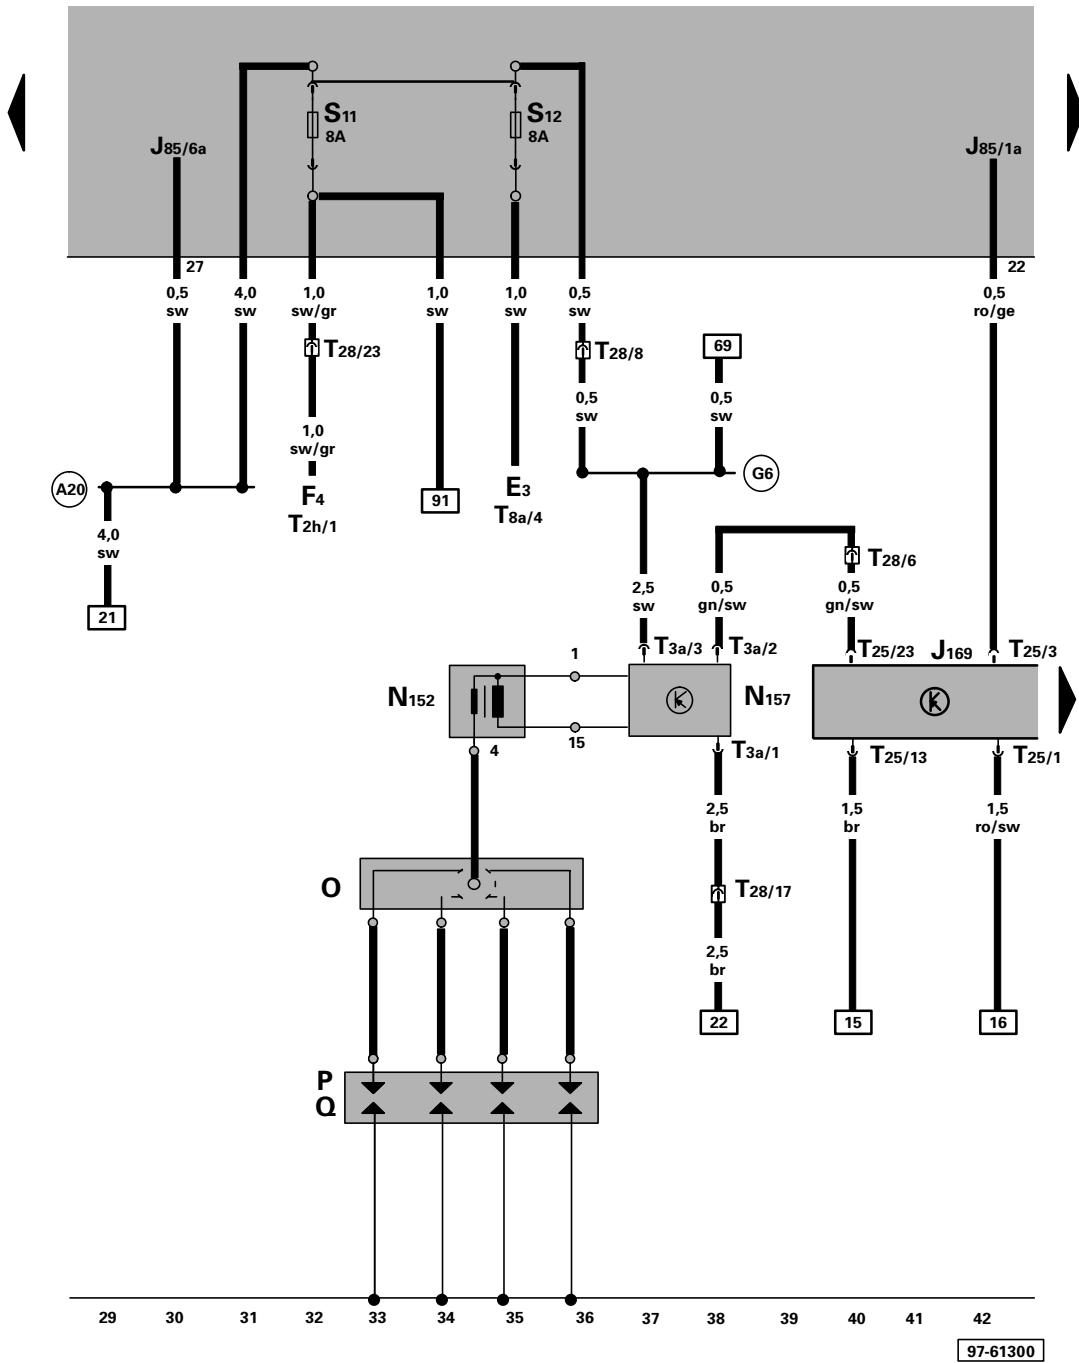 S11
8A
S12
8A
J85/6a
J85/1a
27
22
0,5
sw
4,0
sw
1,0
sw/gr
1,0
sw
1,0
sw
0,5
sw
0,5
ro/ge
T28/23
T28/8
69
0,5
sw
0,5
sw
1,0
sw/gr
A20
F4
T2h/1
91
E3
T8a/4
G6
4,0
sw
21
T28/6
2,5
sw
0,5
gn/sw
0,5
gn/sw
T3a/3
T3a/2
T25/23
J169
T25/3
1
N152
N157
15
4
T3a/1
T25/13
T25/1
2,5
br
1,5
br
1,5
ro/sw
O
T28/17
2,5
br
22
15
16
P
Q
29 30 31 32 33 34 35 36 37 38 39 40 41 42
97-61300